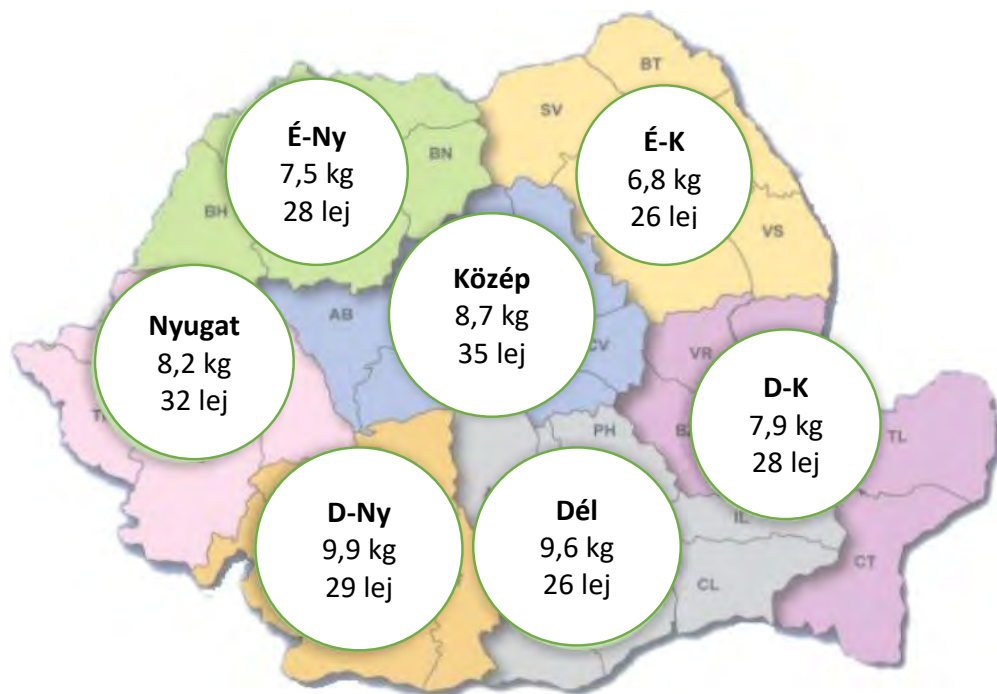 BT
SV
É-Ny
7,5 kg
28 lej
BN
BH
É-K
6,8 kg
26 lej
VS
Közép
8,7 kg
35 lej
AB
CV
Nyugat
8,2 kg
32 lej
VR
D-K
7,9 kg
28 lej
TL
PH
D-Ny
9,9 kg
29 lej
Dél
9,6 kg
26 lej
IL
CL
CT